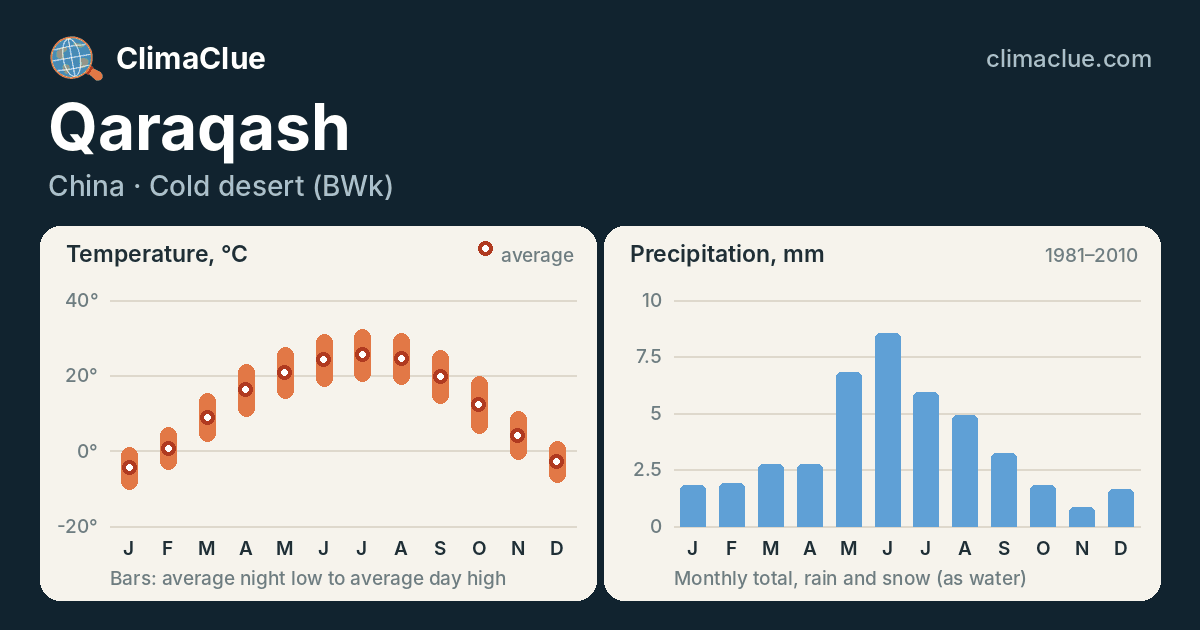 ClimaClue
climaclue.com
Qaraqash
China · Cold desert (BWk)
Temperature, °C
average
40°
20°
0°
-20°
J F M A M J J A S O N D
Bars: average night low to average day high
Precipitation, mm
1981–2010
10
7.5
5
2.5
0
J F M A M J J A S O N D
Monthly total, rain and snow (as water)